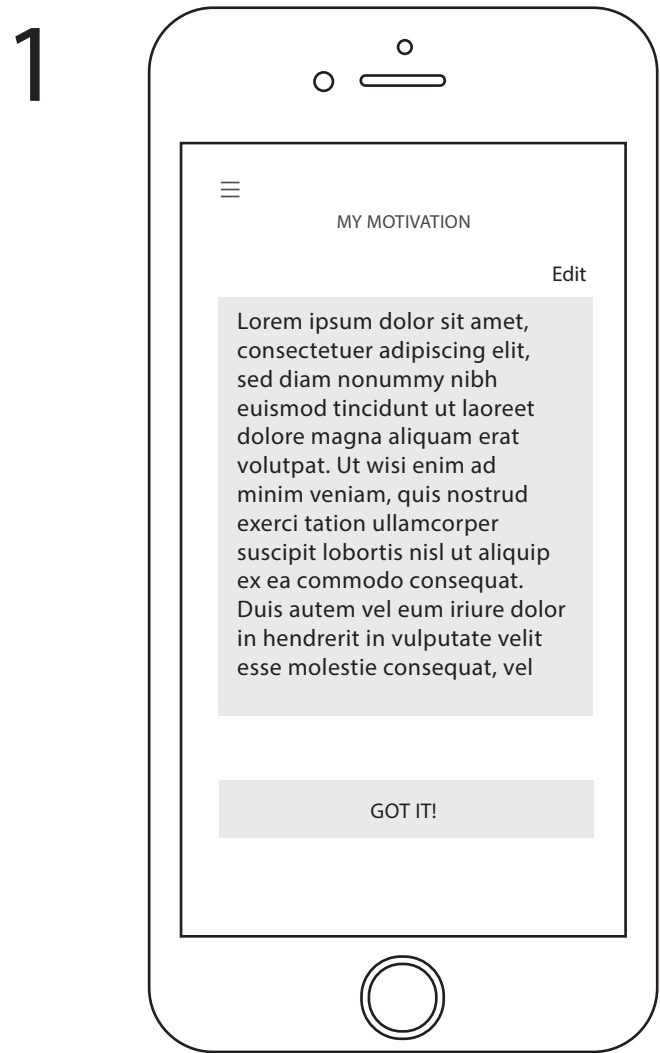 1
MY MOTIVATION
Edit
Lorem ipsum dolor sit amet,
consectetuer adipiscing elit,
sed diam nonummy nibh
euismod tincidunt ut laoreet
dolore magna aliquam erat
volutpat. Ut wisi enim ad
minim veniam, quis nostrud
exerci tation ullamcorper
suscipit lobortis nisl ut aliquip
ex ea commodo consequat.
Duis autem vel eum iriure dolor
in hendrerit in vulputate velit
esse molestie consequat, vel
GOT IT!